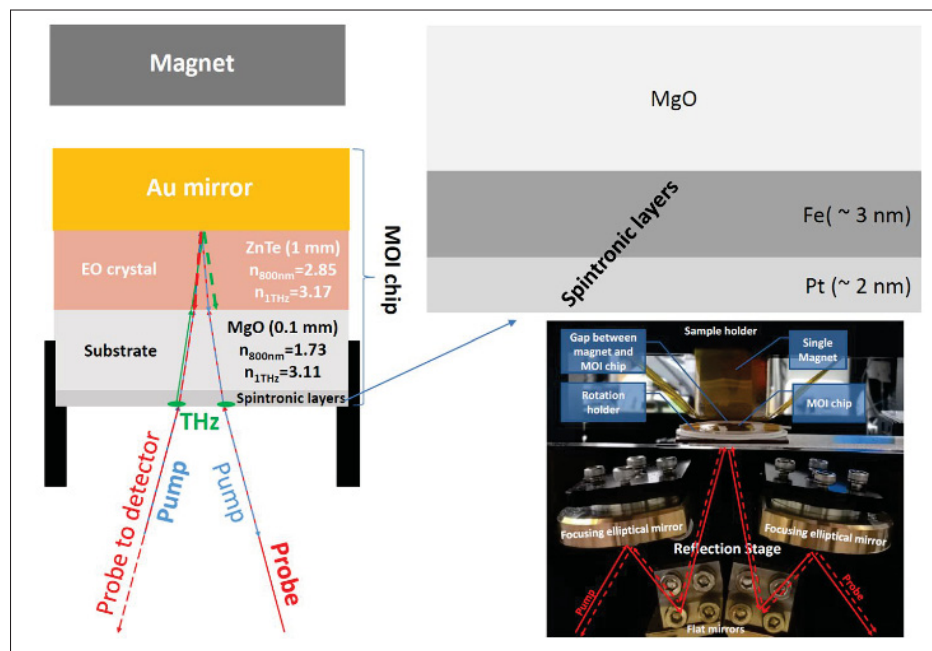 Magnet
Au mirror
EO crystal
ZnTe (1 mm)
n800nm=2.85
n1THz=3.17
Substrate
MgO (0.1 mm)
n800nm=1.73
n1THz=3.11
Spintronic layers
THz
MOI chip
Probe to detector
Pump
Pump
Probe
MgO
Fe( ~ 3 nm)
Spintronic layers
Pt (~ 2 nm)
Sample holder
Gap between
magnet and
MOI chip
Single
Magnet
Rotation
holder
MOI chip
Focusing elliptical mirror
Focusing elliptical mirror
Reflection Stage
Pump
Probe
Flat mirrors